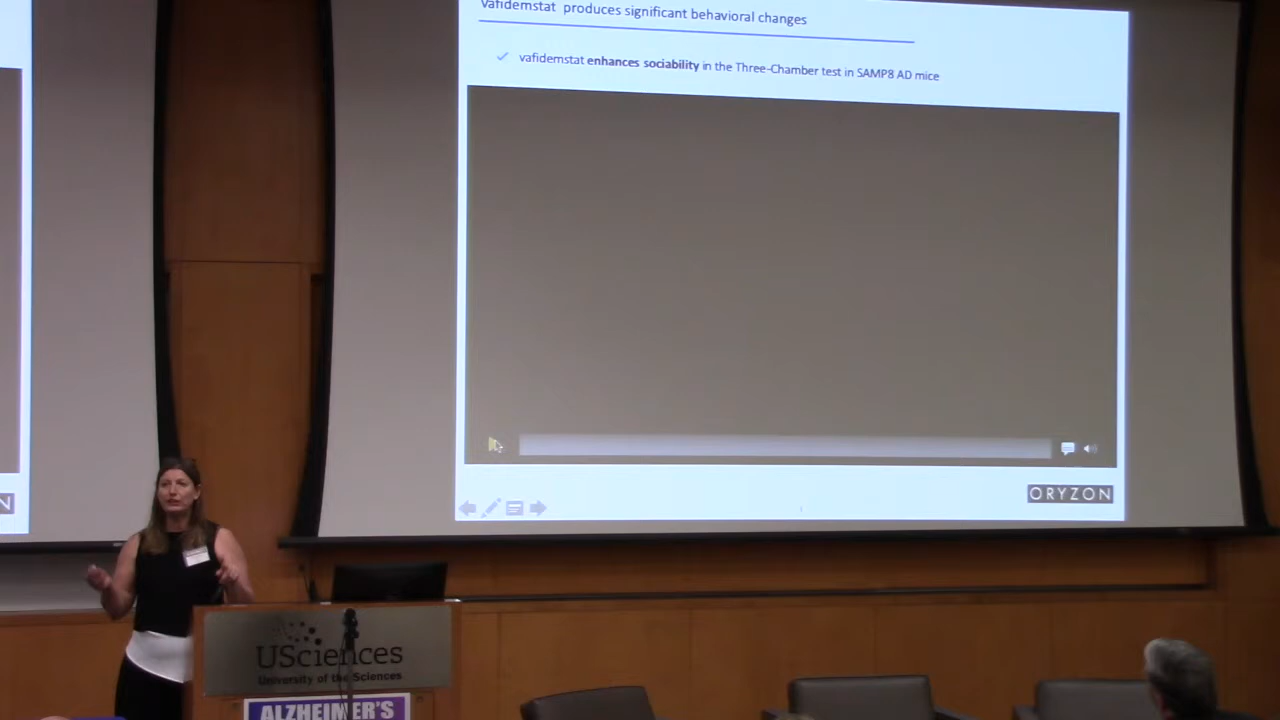 Vafidemstat produces significant behavioral changes
vafidemstat enhances sociability in the Three-Chamber test in SAMP8 AD mice
ORYZON
N
USciences
University of the Sciences
ALZHEIMER'S